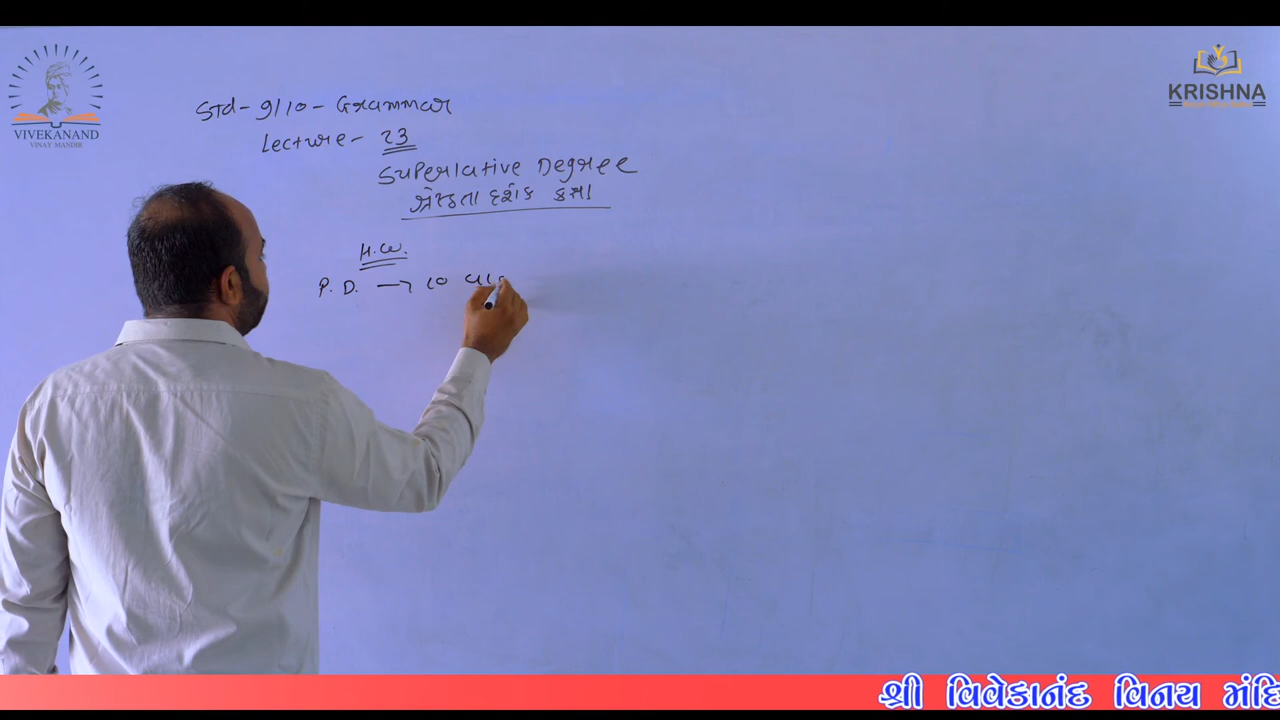 VIVEKANAND
VINAY MANDIR
KRISHNA
Std- 9/10 - Grammar
Lecture - 23
Superlative Degree
શ્રેષ્ઠતા દર્શક કક્ષા
H.W.
P. D. → 10
શ્રી વિવેકાનંદ વિનય મંદિ